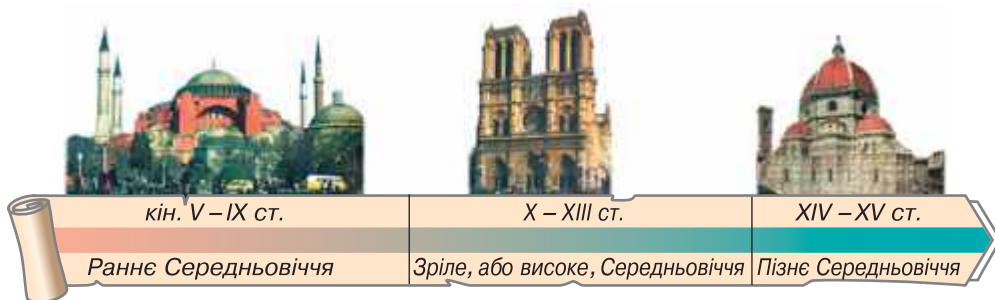 кін. V – IX ст.
X – XIII ст.
XIV – XV ст.
Раннє Середньовіччя
Зріле, або високе, Середньовіччя
Пізнє Середньовіччя